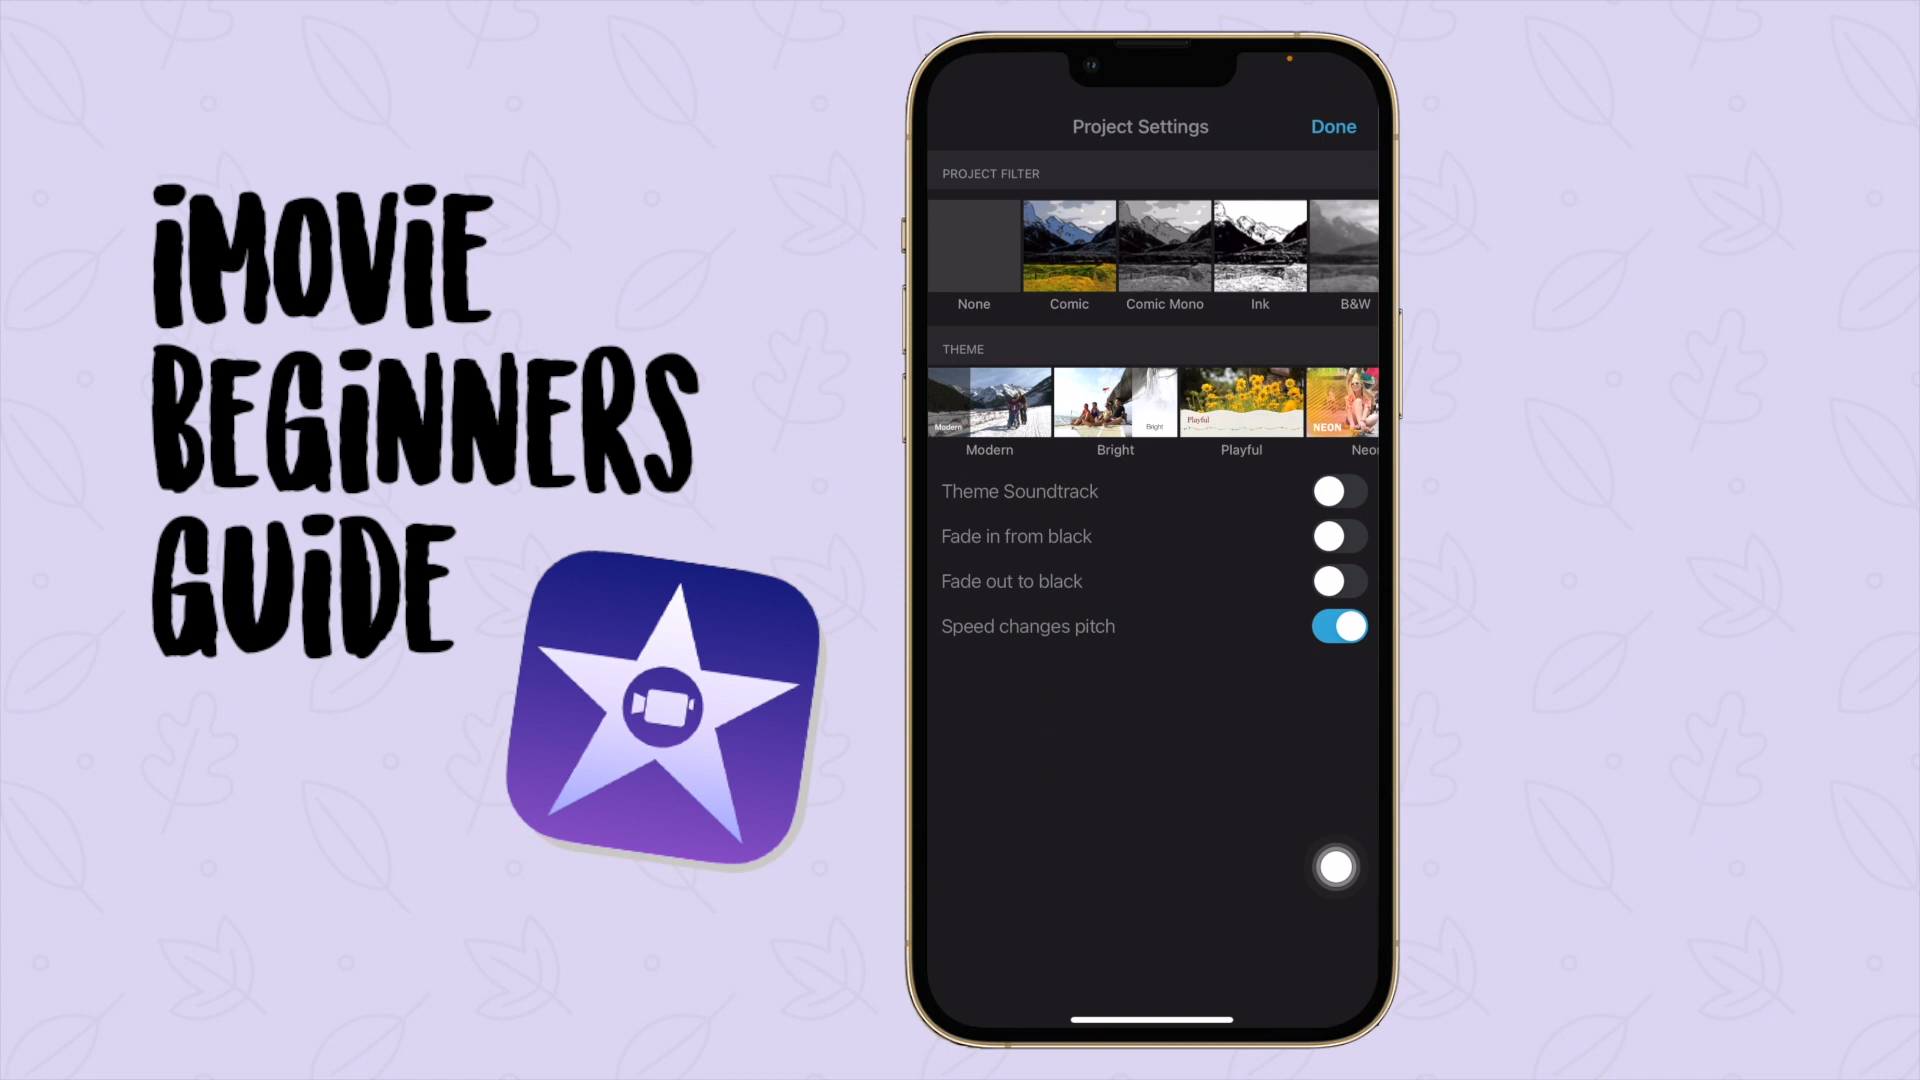 iMOViE
BEGiNNERS
GUiDE
Project Settings
Done
PROJECT FILTER
None
Comic
Comic Mono
Ink
B&W
THEME
Modern
Bright
Playful
NEON
Modern
Bright
Playful
Neon
Theme Soundtrack
Fade in from black
Fade out to black
Speed changes pitch